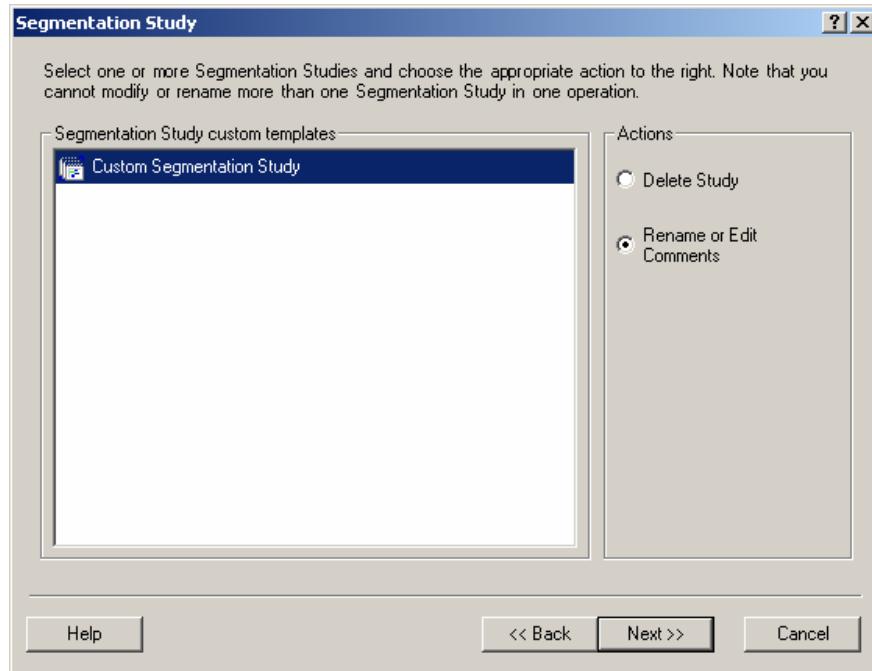 Segmentation Study
Select one or more Segmentation Studies and choose the appropriate action to the right. Note that you
cannot modify or rename more than one Segmentation Study in one operation.
Segmentation Study custom templates
Custom Segmentation Study
Actions
Delete Study
Rename or Edit
Comments
Help
<< Back
Next >>
Cancel